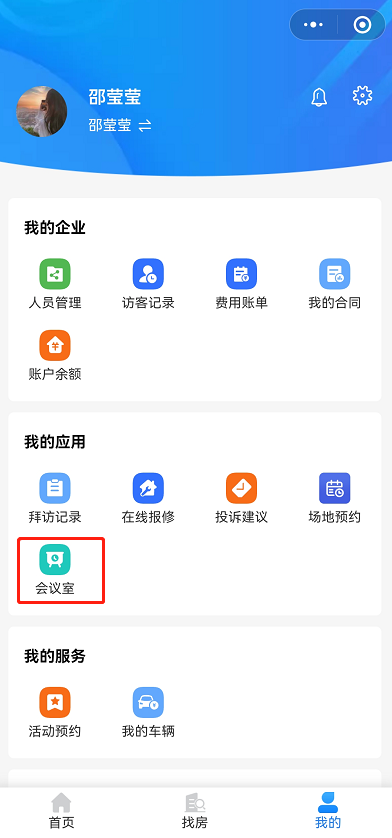 邵莹莹
邵莹莹
我的企业
人员管理 访客记录 费用账单 我的合同
账户余额
我的应用
拜访记录 在线报修 投诉建议 场地预约
会议室
我的服务
活动预约 我的车辆
首页 找房 我的